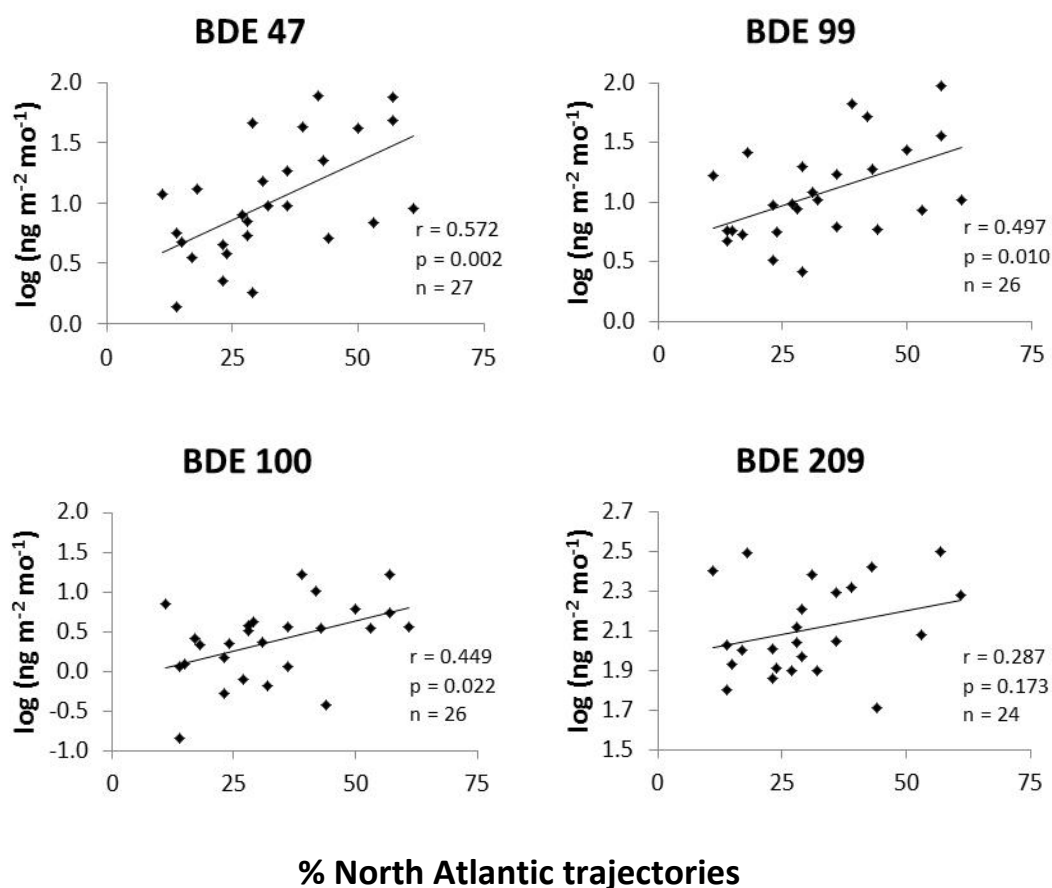 BDE 47
log (ng m⁻² mo⁻¹)
2.0
1.5
1.0
0.5
0.0
0 25 50 75
r = 0.572
p = 0.002
n = 27
BDE 99
log (ng m⁻² mo⁻¹)
2.0
1.5
1.0
0.5
0.0
0 25 50 75
r = 0.497
p = 0.010
n = 26
BDE 100
log (ng m⁻² mo⁻¹)
2.0
1.5
1.0
0.5
0.0
-0.5
-1.0
0 25 50 75
r = 0.449
p = 0.022
n = 26
BDE 209
log (ng m⁻² mo⁻¹)
2.7
2.5
2.3
2.1
1.9
1.7
1.5
0 25 50 75
r = 0.287
p = 0.173
n = 24
% North Atlantic trajectories